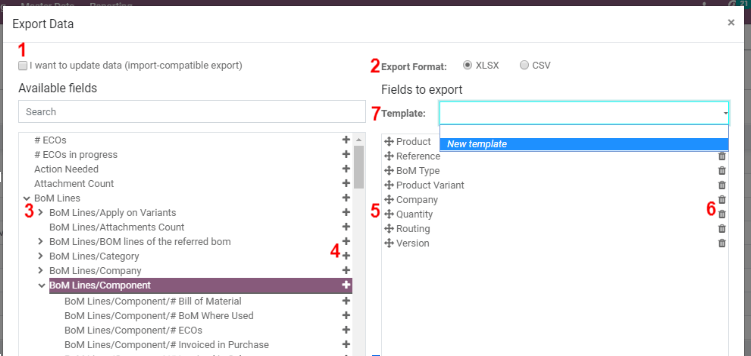 Master Data Reporting
21
Export Data
×
1
I want to update data (import-compatible export)
2 Export Format: XLSX CSV
Available fields
Fields to export
Search
7 Template:
New template
# ECOs
# ECOs in progress
Action Needed
Attachment Count
BoM Lines
3 BoM Lines/Apply on Variants
BoM Lines/Attachments Count
BoM Lines/BOM lines of the referred bom
4
BoM Lines/Category
BoM Lines/Company
BoM Lines/Component
BoM Lines/Component/# Bill of Material
BoM Lines/Component/# BoM Where Used
BoM Lines/Component/# ECOs
BoM Lines/Component/# Invoiced in Purchase
Product
Reference
BoM Type
Product Variant
Company
5 Quantity 6
Routing
Version